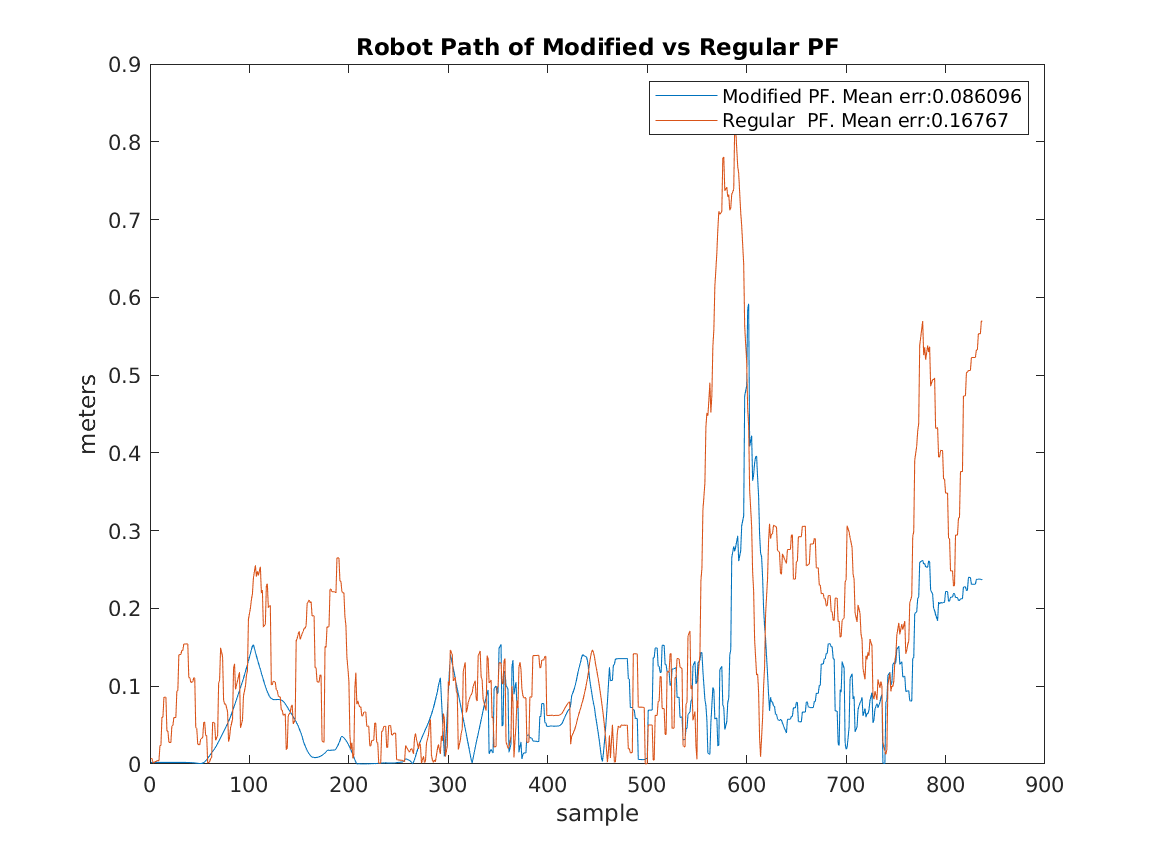 Robot Path of Modified vs Regular PF
Modified PF. Mean err:0.086096
Regular  PF. Mean err:0.16767
0.9
0.8
0.7
0.6
0.5
0.4
0.3
0.2
0.1
0
meters
0 100 200 300 400 500 600 700 800 900
sample